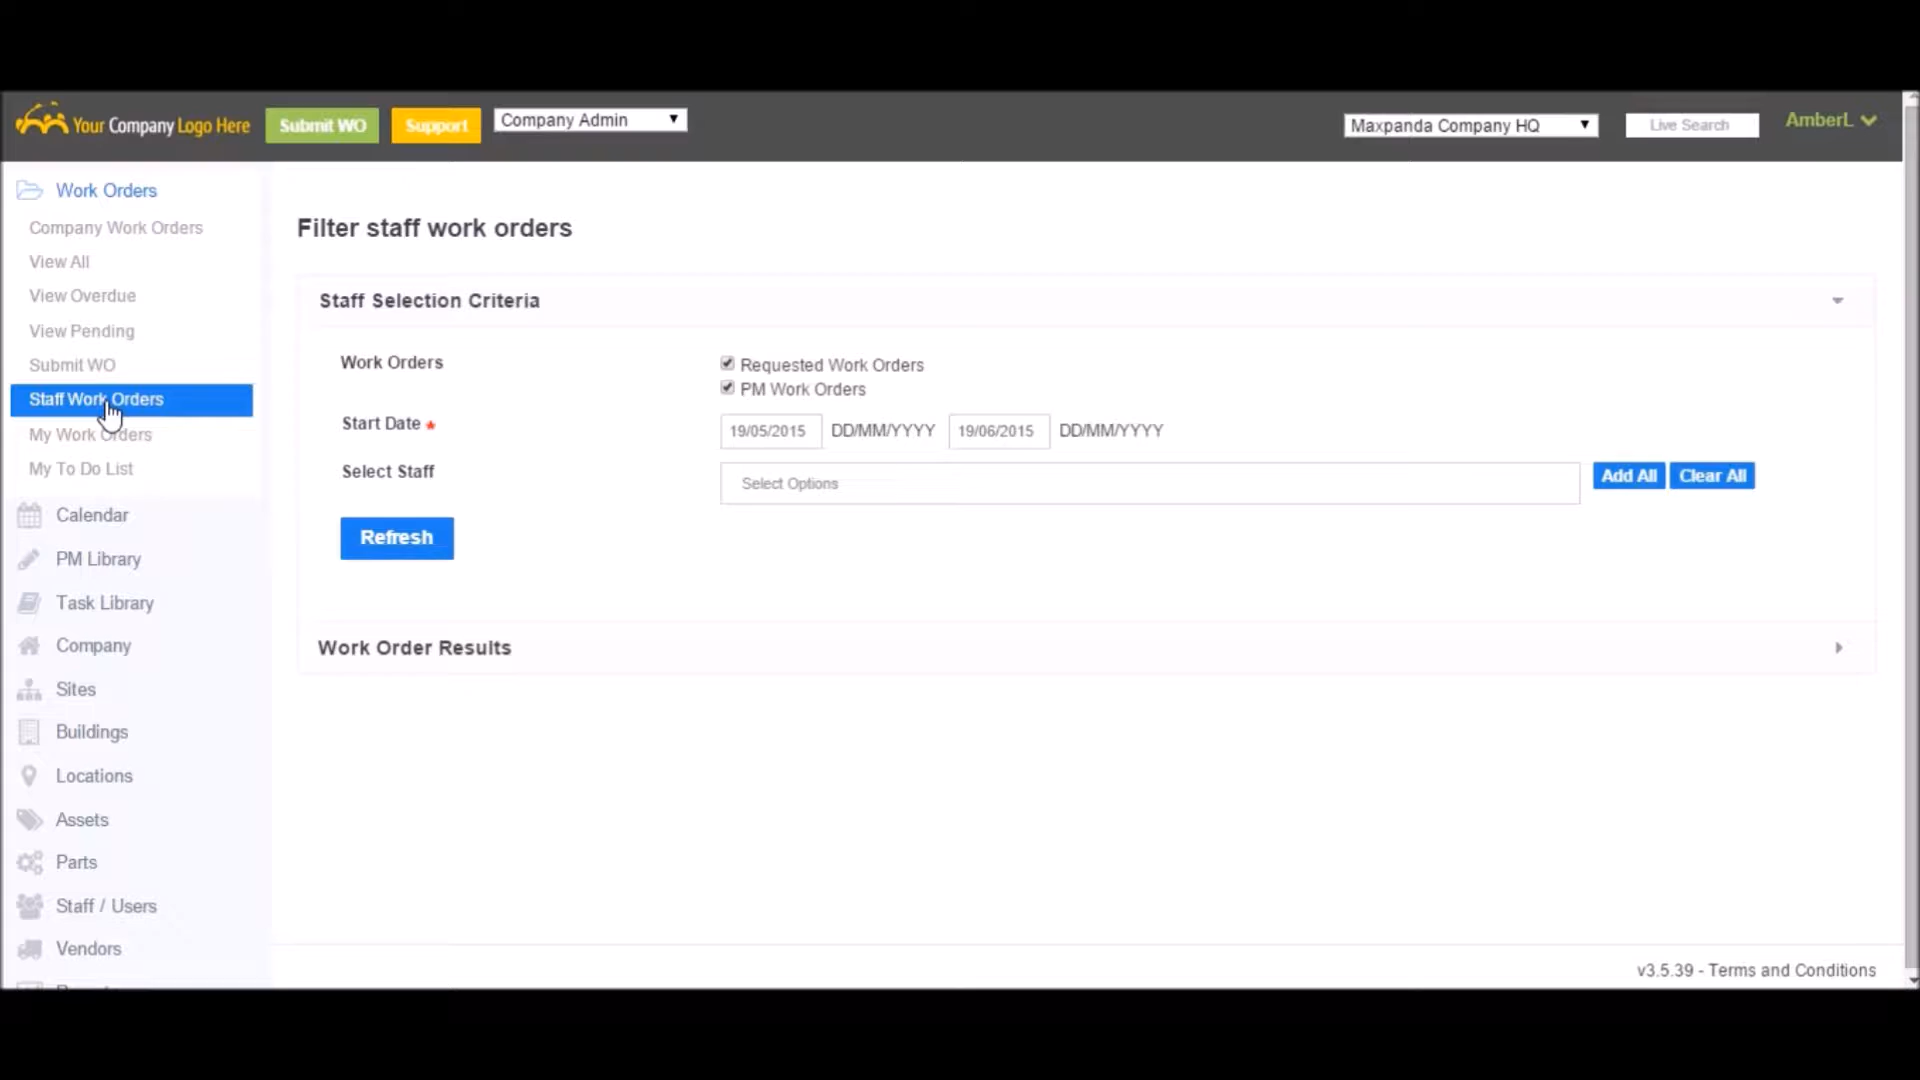 Your Company Logo Here Submit WO Support Company Admin Maxpanda Company HQ Live Search AmberL
Work Orders
Company Work Orders
View All
View Overdue
View Pending
Submit WO
Staff Work Orders
My Work Orders
My To Do List
Calendar
PM Library
Task Library
Company
Sites
Buildings
Locations
Assets
Parts
Staff / Users
Vendors
Filter staff work orders
Staff Selection Criteria
Work Orders Requested Work Orders
PM Work Orders
Start Date * 19/05/2015 DD/MM/YYYY 19/06/2015 DD/MM/YYYY
Select Staff Select Options Add All Clear All
Refresh
Work Order Results
v3.5.39 - Terms and Conditions